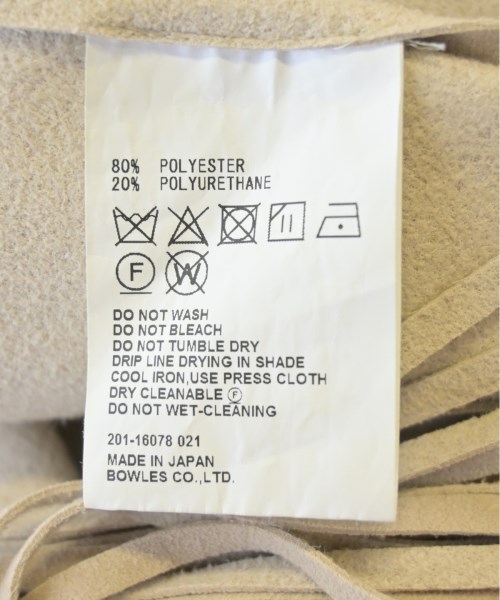 80% POLYESTER
20% POLYURETHANE
F W
DO NOT WASH
DO NOT BLEACH
DO NOT TUMBLE DRY
DRIP LINE DRYING IN SHADE
COOL IRON,USE PRESS CLOTH
DRY CLEANABLE Ⓕ
DO NOT WET-CLEANING
201-16078 021
MADE IN JAPAN
BOWLES CO.,LTD.